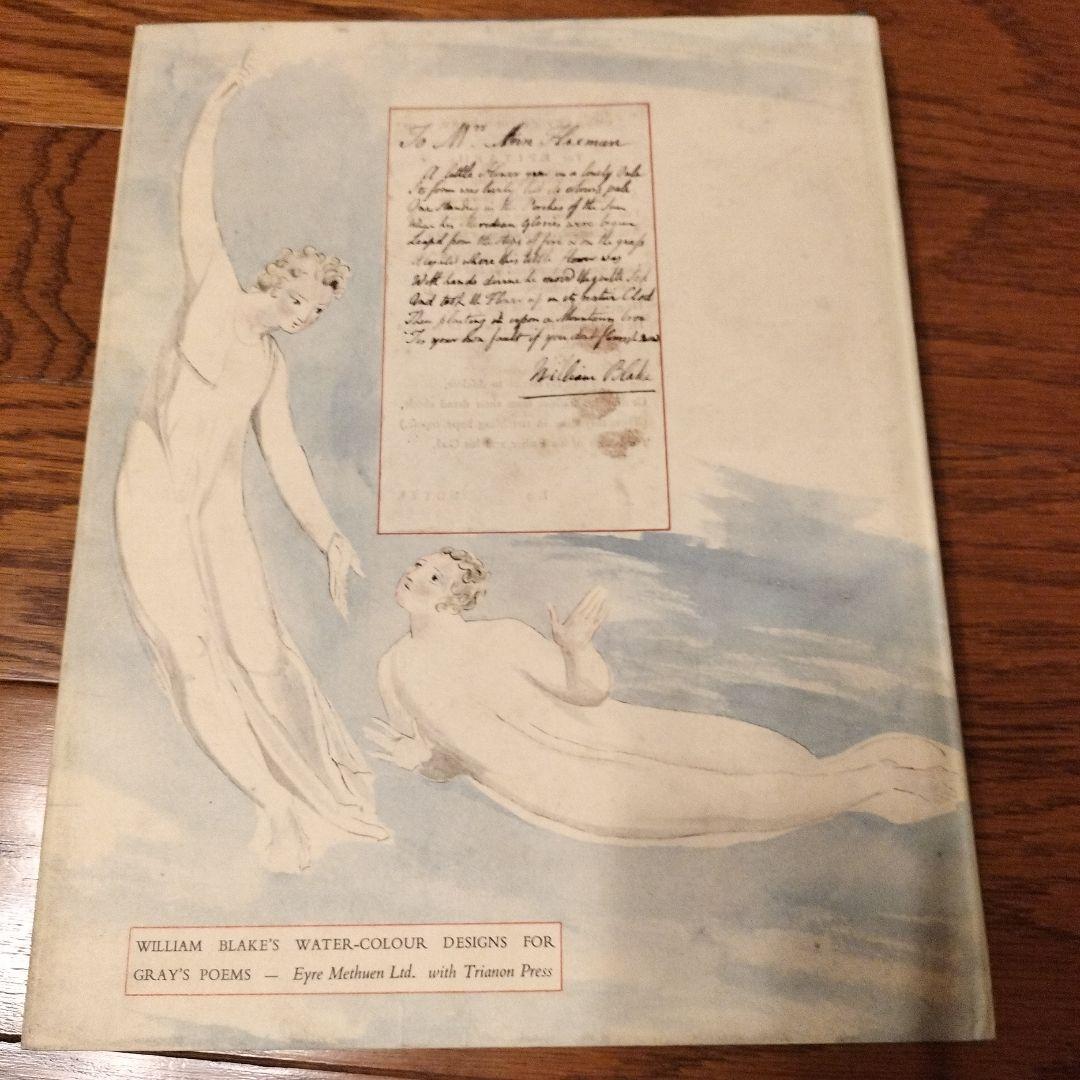 To Mrs Ann Flaxman
A little Flower grew in a lonely Vale
Its form was lovely but its colours pale
One standing in the Porches of the Sun
When his Meridian Glories were begun
Leapd from the steps of fire & on the grass
Alighted where this little flower was
With hands divine he movd the gentle Sod
And took the Flower up in its native Clod
Then planting it upon a Mountains brow
Tis your own fault if you dont flourish now
William Blake
WILLIAM BLAKE'S WATER-COLOUR DESIGNS FOR
GRAY'S POEMS — Eyre Methuen Ltd. with Trianon Press